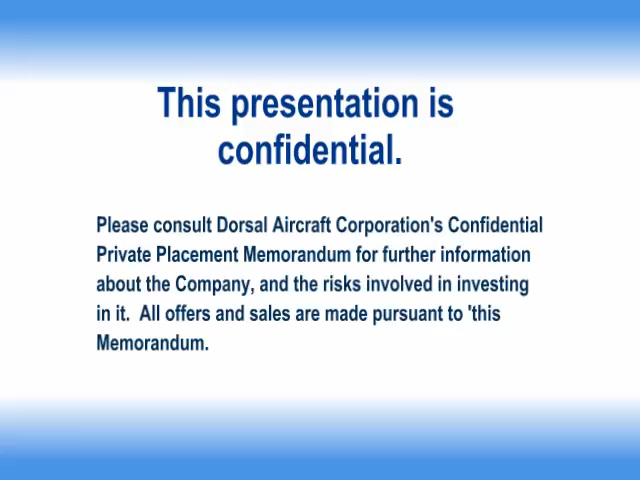 This presentation is
confidential.
Please consult Dorsal Aircraft Corporation's Confidential
Private Placement Memorandum for further information
about the Company, and the risks involved in investing
in it.  All offers and sales are made pursuant to 'this
Memorandum.